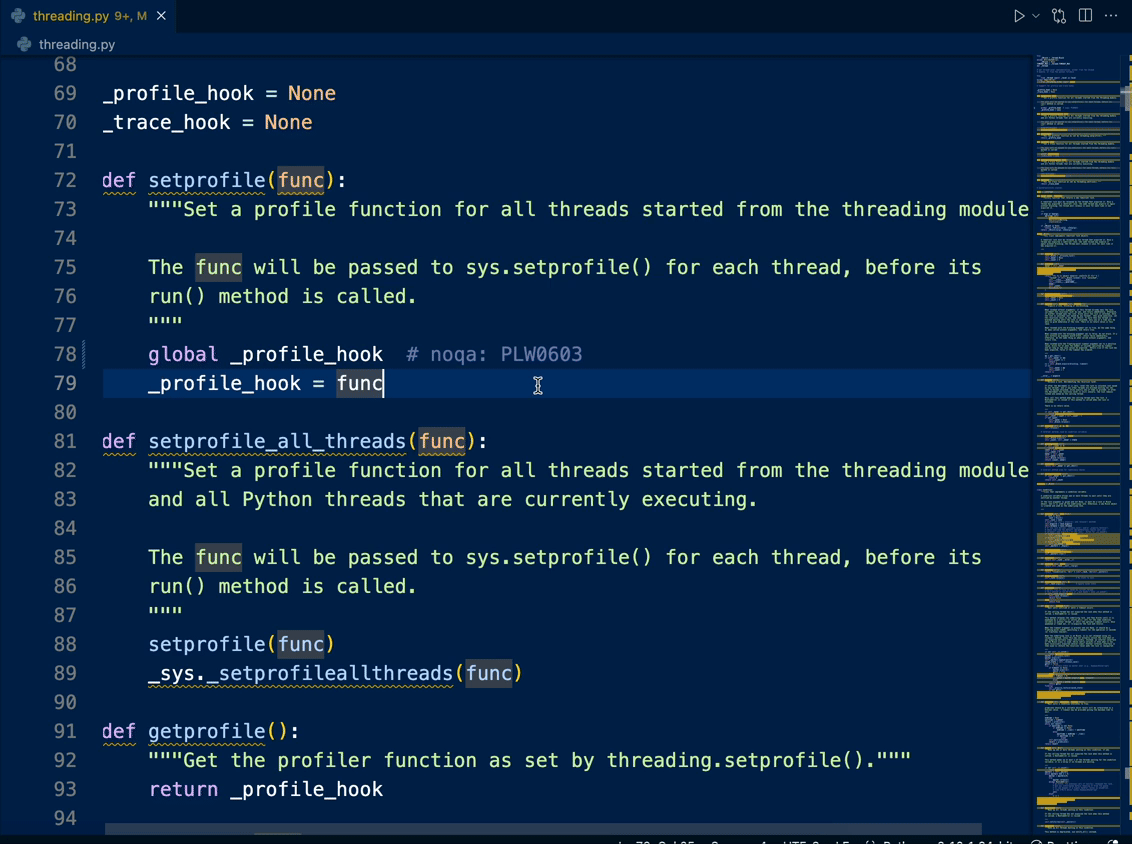 threading.py 9+, M
threading.py
68
69 _profile_hook = None
70 _trace_hook = None
71
72 def setprofile(func):
73 """Set a profile function for all threads started from the threading module
74
75 The func will be passed to sys.setprofile() for each thread, before its
76 run() method is called.
77 """
78 global _profile_hook # noqa: PLW0603
79 _profile_hook = func
80
81 def setprofile_all_threads(func):
82 """Set a profile function for all threads started from the threading module
83 and all Python threads that are currently executing.
84
85 The func will be passed to sys.setprofile() for each thread, before its
86 run() method is called.
87 """
88 setprofile(func)
89 _sys._setprofileallthreads(func)
90
91 def getprofile():
92 """Get the profiler function as set by threading.setprofile()."""
93 return _profile_hook
94